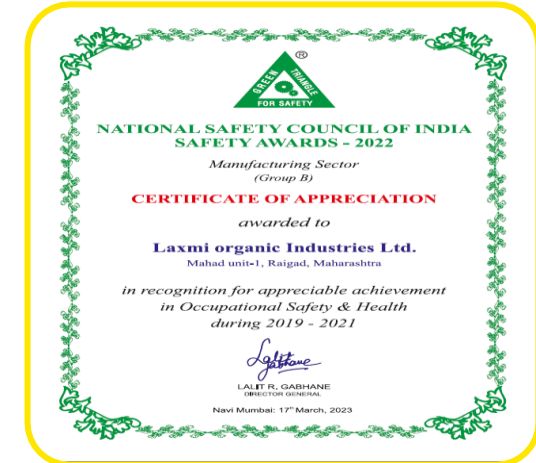 ®
GREEN TRIANGLE
FOR SAFETY
NATIONAL SAFETY COUNCIL OF INDIA
SAFETY AWARDS - 2022
Manufacturing Sector
(Group B)
CERTIFICATE OF APPRECIATION
awarded to
Laxmi organic Industries Ltd.
Mahad unit-1, Raigad, Maharashtra
in recognition for appreciable achievement
in Occupational Safety & Health
during 2019 - 2021
Lalit
Gabhane
LALIT R. GABHANE
DIRECTOR GENERAL
Navi Mumbai: 17th March, 2023